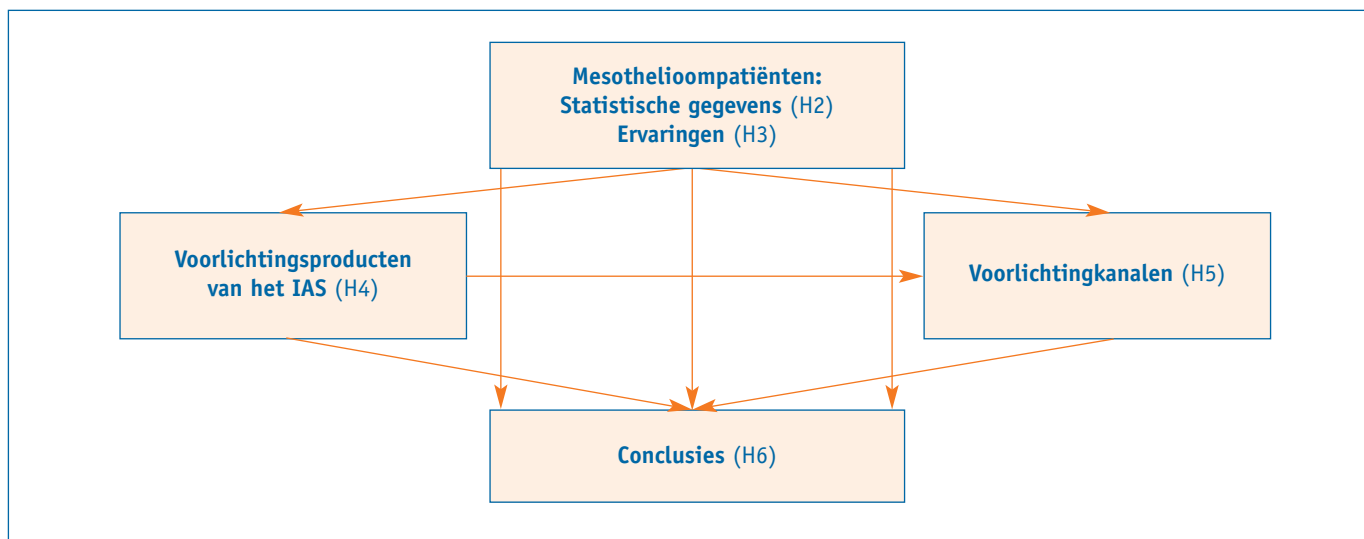 Mesothelioompatiënten:
Statistische gegevens (H2)
Ervaringen (H3)
Voorlichtingsproducten
van het IAS (H4)
Voorlichtingkanalen (H5)
Conclusies (H6)